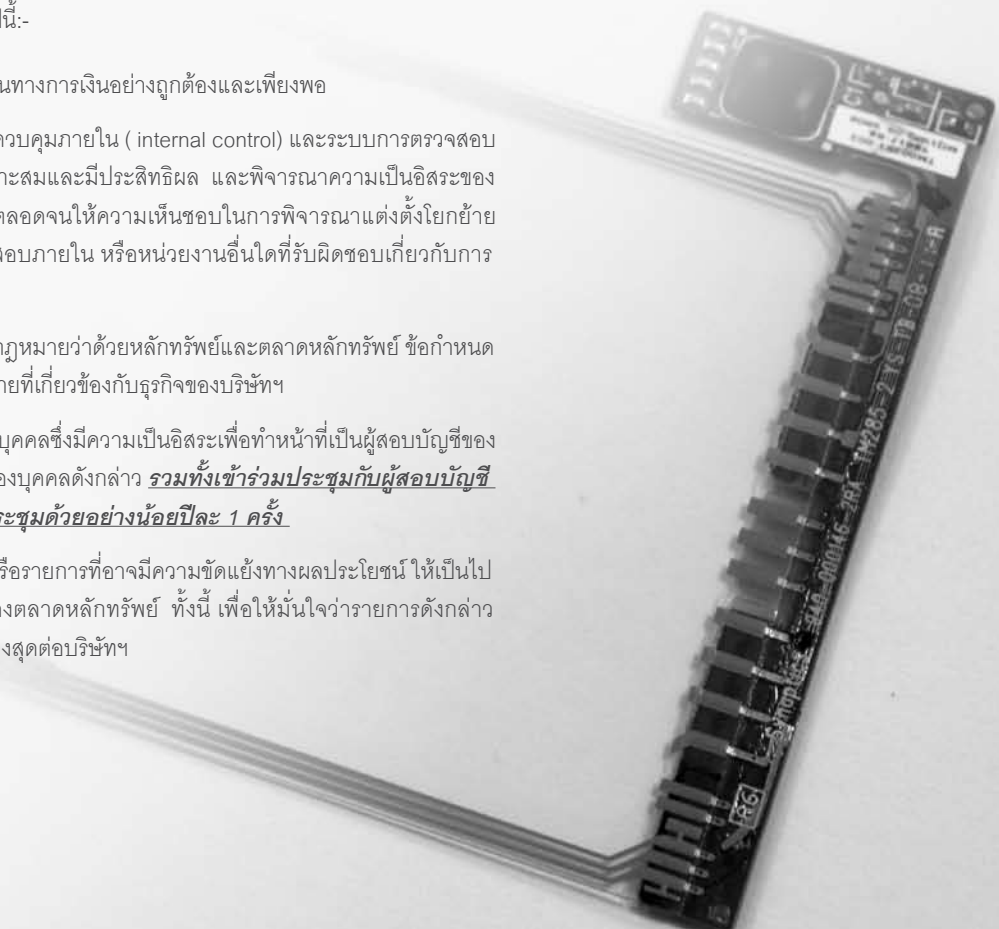 นี้:-
นทางการเงินอย่างถูกต้องและเพียงพอ
ควบคุมภายใน ( internal control) และระบบการตรวจสอบ
าะสมและมีประสิทธิผล และพิจารณาความเป็นอิสระของ
ตลอดจนให้ความเห็นชอบในการพิจารณาแต่งตั้งโยกย้าย
สอบภายใน หรือหน่วยงานอื่นใดที่รับผิดชอบเกี่ยวกับการ
ากฎหมายว่าด้วยหลักทรัพย์และตลาดหลักทรัพย์ ข้อกำหนด
ายที่เกี่ยวข้องกับธุรกิจของบริษัทฯ
บุคคลซึ่งมีความเป็นอิสระเพื่อทำหน้าที่เป็นผู้สอบบัญชีของ
องบุคคลดังกล่าว รวมทั้งเข้าร่วมประชุมกับผู้สอบบัญชี
ระชุมด้วยอย่างน้อยปีละ 1 ครั้ง
รือรายการที่อาจมีความขัดแย้งทางผลประโยชน์ ให้เป็นไป
องตลาดหลักทรัพย์ ทั้งนี้ เพื่อให้มั่นใจว่ารายการดังกล่าว
งสุดต่อบริษัทฯ
C1
Synaptics 940-000146-2R1 TM285-2 YS-TB-08-11-A
R6